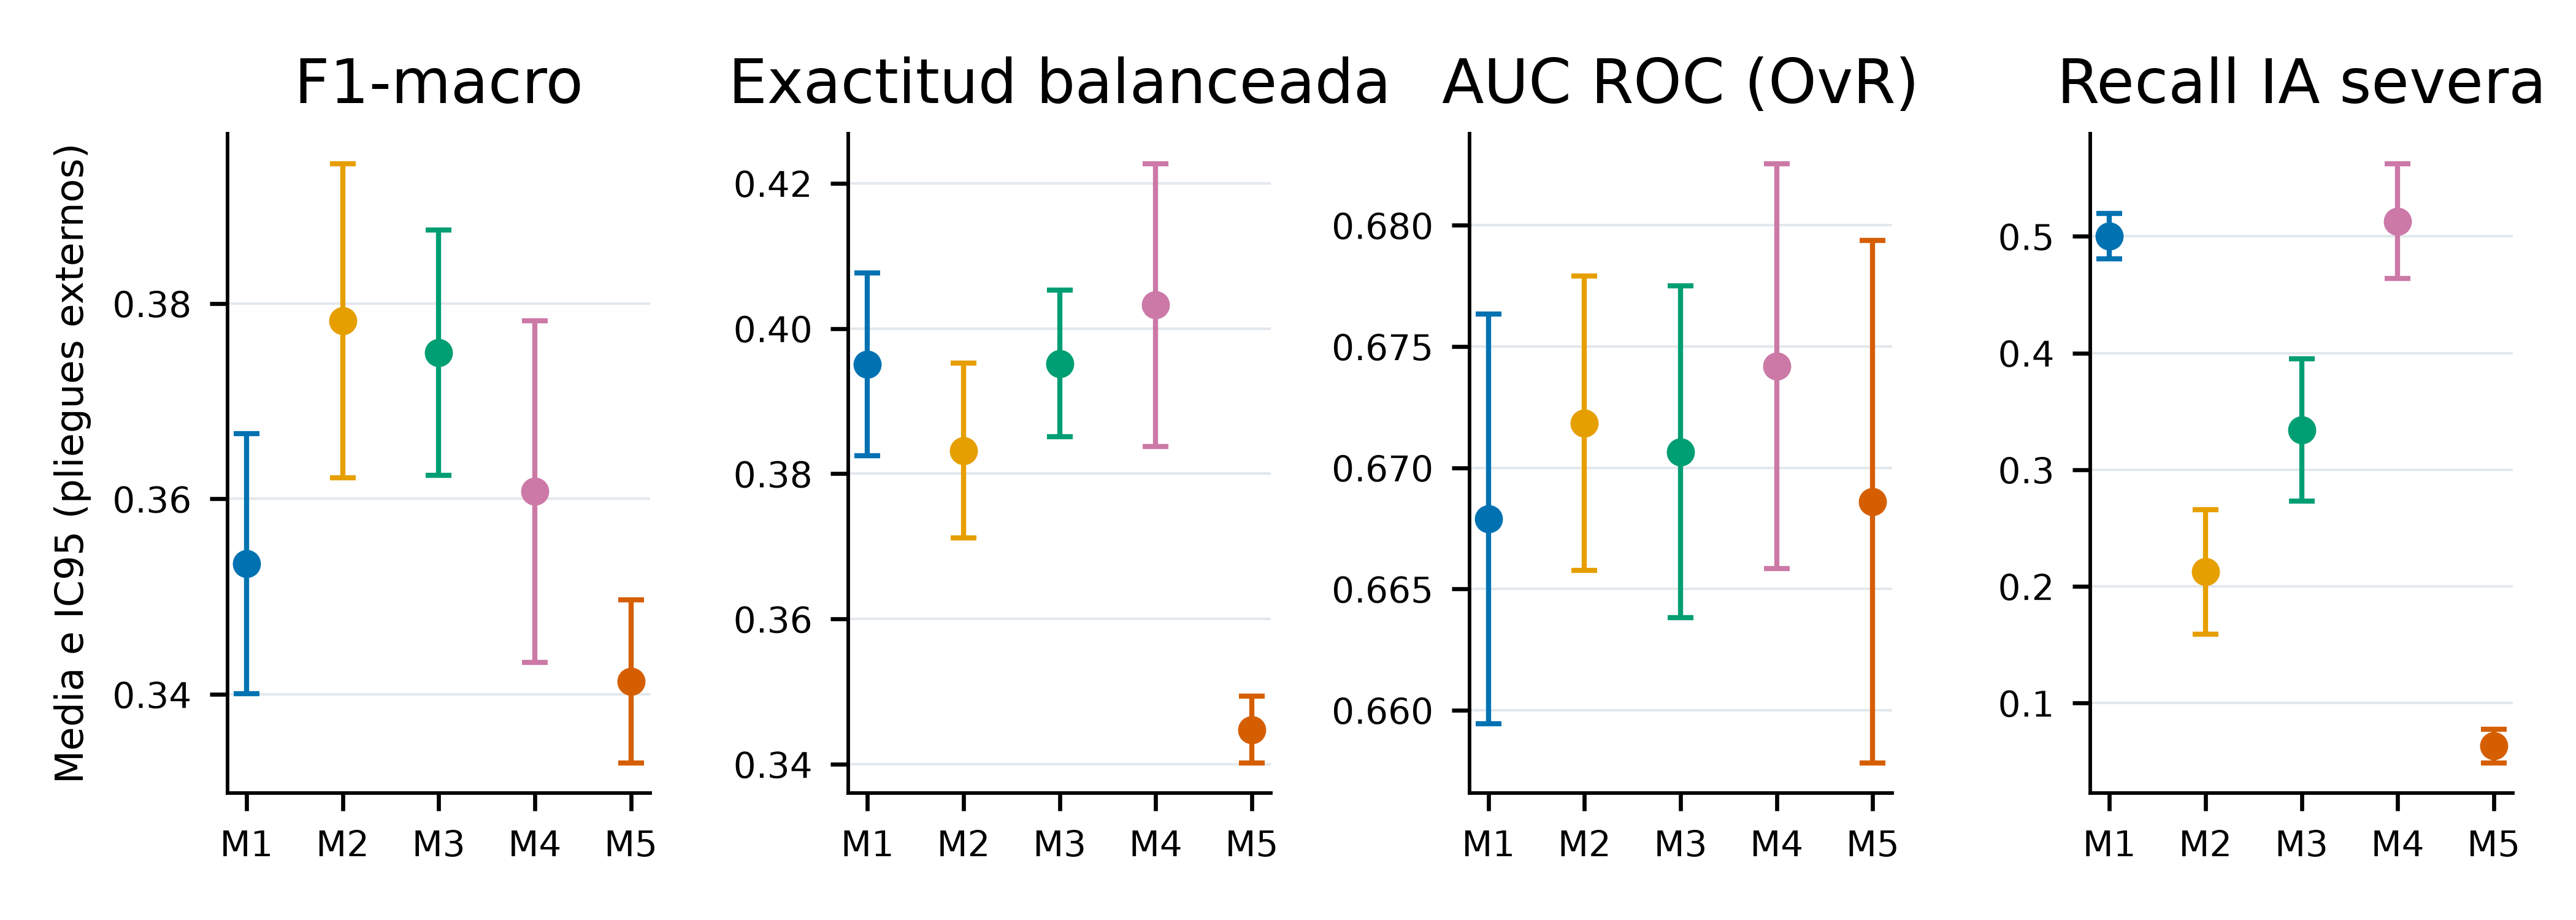 F1-macro
Exactitud balanceada
AUC ROC (OvR)
Recall IA severa
Media e IC95 (pliegues externos)
0.38
0.36
0.34
M1 M2 M3 M4 M5
0.42
0.40
0.38
0.36
0.34
M1 M2 M3 M4 M5
0.680
0.675
0.670
0.665
0.660
M1 M2 M3 M4 M5
0.5
0.4
0.3
0.2
0.1
M1 M2 M3 M4 M5